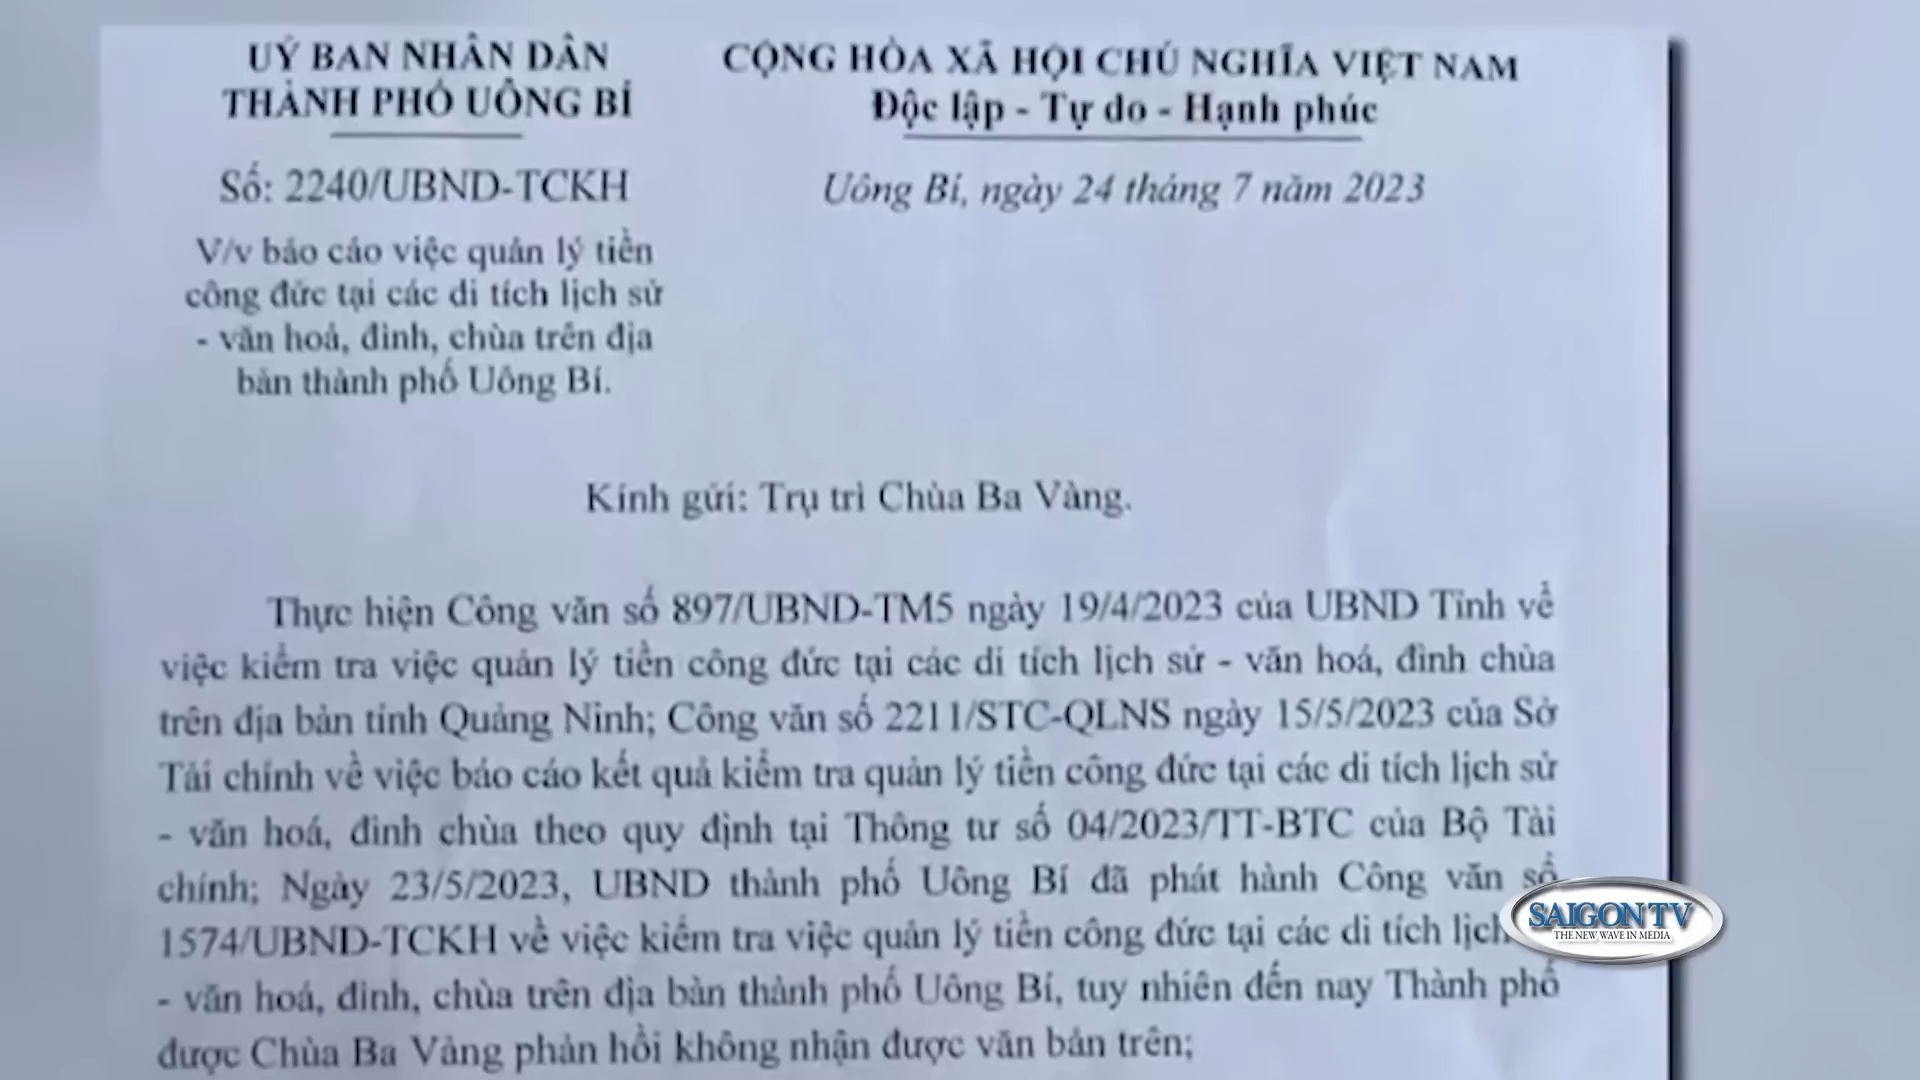 UỶ BAN NHÂN DÂN
THÀNH PHỐ UÔNG BÍ
CỘNG HÒA XÃ HỘI CHỦ NGHĨA VIỆT NAM
Độc lập - Tự do - Hạnh phúc
Số: 2240/UBND-TCKH
Uông Bí, ngày 24 tháng 7 năm 2023
V/v báo cáo việc quản lý tiền
công đức tại các di tích lịch sử
- văn hoá, đình, chùa trên địa
bàn thành phố Uông Bí.
Kính gửi: Trụ trì Chùa Ba Vàng.
Thực hiện Công văn số 897/UBND-TM5 ngày 19/4/2023 của UBND Tỉnh về
việc kiểm tra việc quản lý tiền công đức tại các di tích lịch sử - văn hoá, đình chùa
trên địa bàn tỉnh Quảng Ninh; Công văn số 2211/STC-QLNS ngày 15/5/2023 của Sở
Tài chính về việc báo cáo kết quả kiểm tra quản lý tiền công đức tại các di tích lịch sử
- văn hoá, đình chùa theo quy định tại Thông tư số 04/2023/TT-BTC của Bộ Tài
chính; Ngày 23/5/2023, UBND thành phố Uông Bí đã phát hành Công văn số
1574/UBND-TCKH về việc kiểm tra việc quản lý tiền công đức tại các di tích lịch
- văn hoá, đình, chùa trên địa bàn thành phố Uông Bí, tuy nhiên đến nay Thành phố
được Chùa Ba Vàng phản hồi không nhận được văn bản trên;
SAIGON TV
THE NEW WAVE IN MEDIA